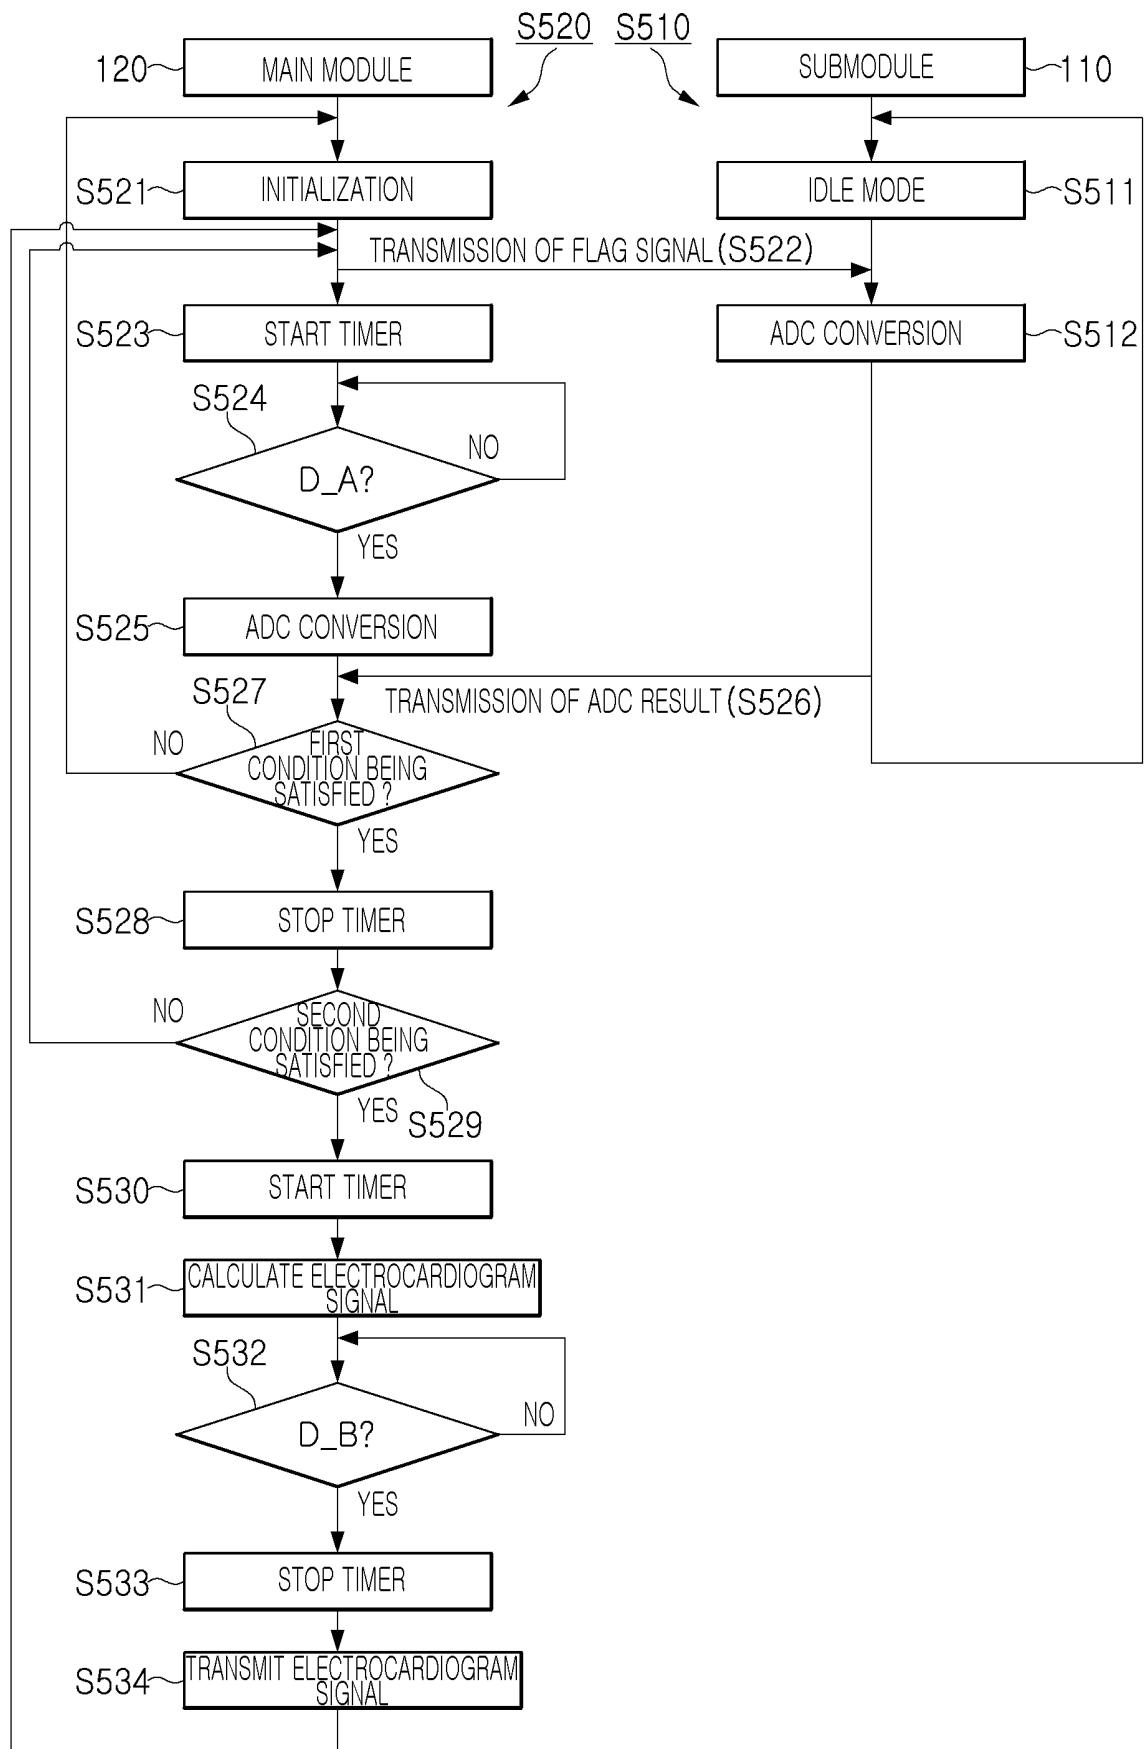 S520 S510
120 MAIN MODULE SUBMODULE 110
S521 INITIALIZATION IDLE MODE S511
TRANSMISSION OF FLAG SIGNAL (S522)
S523 START TIMER ADC CONVERSION S512
S524
NO
D_A?
YES
S525 ADC CONVERSION
S527
TRANSMISSION OF ADC RESULT (S526)
NO
FIRST
CONDITION BEING
SATISFIED ?
YES
S528 STOP TIMER
NO
SECOND
CONDITION BEING
SATISFIED ?
YES
S529
S530 START TIMER
S531 CALCULATE ELECTROCARDIOGRAM
SIGNAL
S532
NO
D_B?
YES
S533 STOP TIMER
S534 TRANSMIT ELECTROCARDIOGRAM
SIGNAL